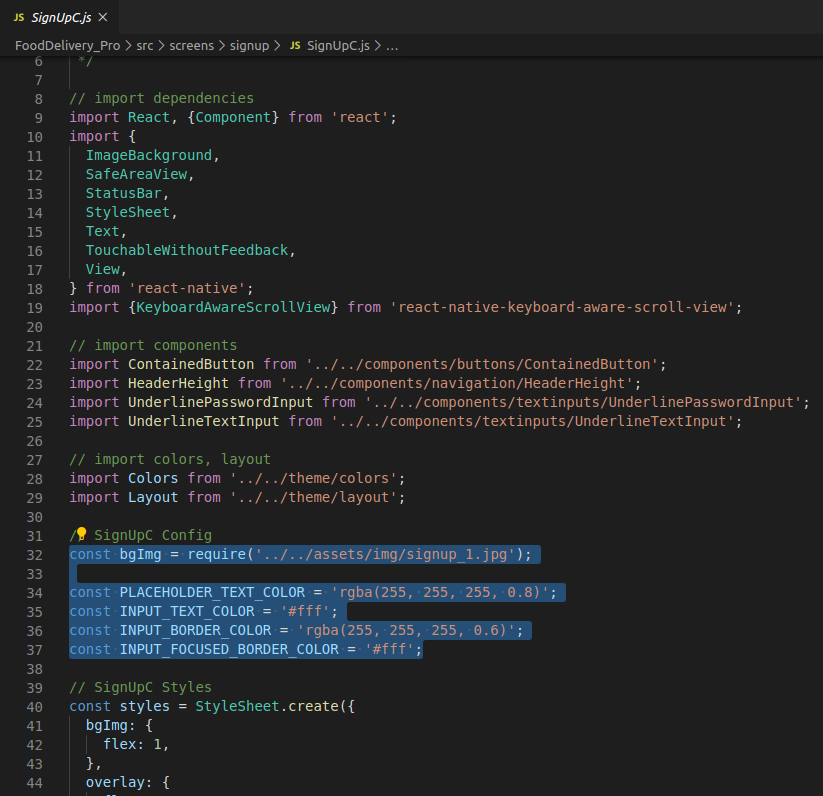 JS SignUpC.js ×
FoodDelivery_Pro > src > screens > signup > JS SignUpC.js > ...
6 */
7
8 // import dependencies
9 import React, {Component} from 'react';
10 import {
11 ImageBackground,
12 SafeAreaView,
13 StatusBar,
14 StyleSheet,
15 Text,
16 TouchableWithoutFeedback,
17 View,
18 } from 'react-native';
19 import {KeyboardAwareScrollView} from 'react-native-keyboard-aware-scroll-view';
20
21 // import components
22 import ContainedButton from '../../components/buttons/ContainedButton';
23 import HeaderHeight from '../../components/navigation/HeaderHeight';
24 import UnderlinePasswordInput from '../../components/textinputs/UnderlinePasswordInput';
25 import UnderlineTextInput from '../../components/textinputs/UnderlineTextInput';
26
27 // import colors, layout
28 import Colors from '../../theme/colors';
29 import Layout from '../../theme/layout';
30
31 // SignUpC Config
32 const bgImg = require('../../assets/img/signup_1.jpg');
33
34 const PLACEHOLDER_TEXT_COLOR = 'rgba(255, 255, 255, 0.8)';
35 const INPUT_TEXT_COLOR = '#fff';
36 const INPUT_BORDER_COLOR = 'rgba(255, 255, 255, 0.6)';
37 const INPUT_FOCUSED_BORDER_COLOR = '#fff';
38
39 // SignUpC Styles
40 const styles = StyleSheet.create({
41 bgImg: {
42 flex: 1,
43 },
44 overlay: {